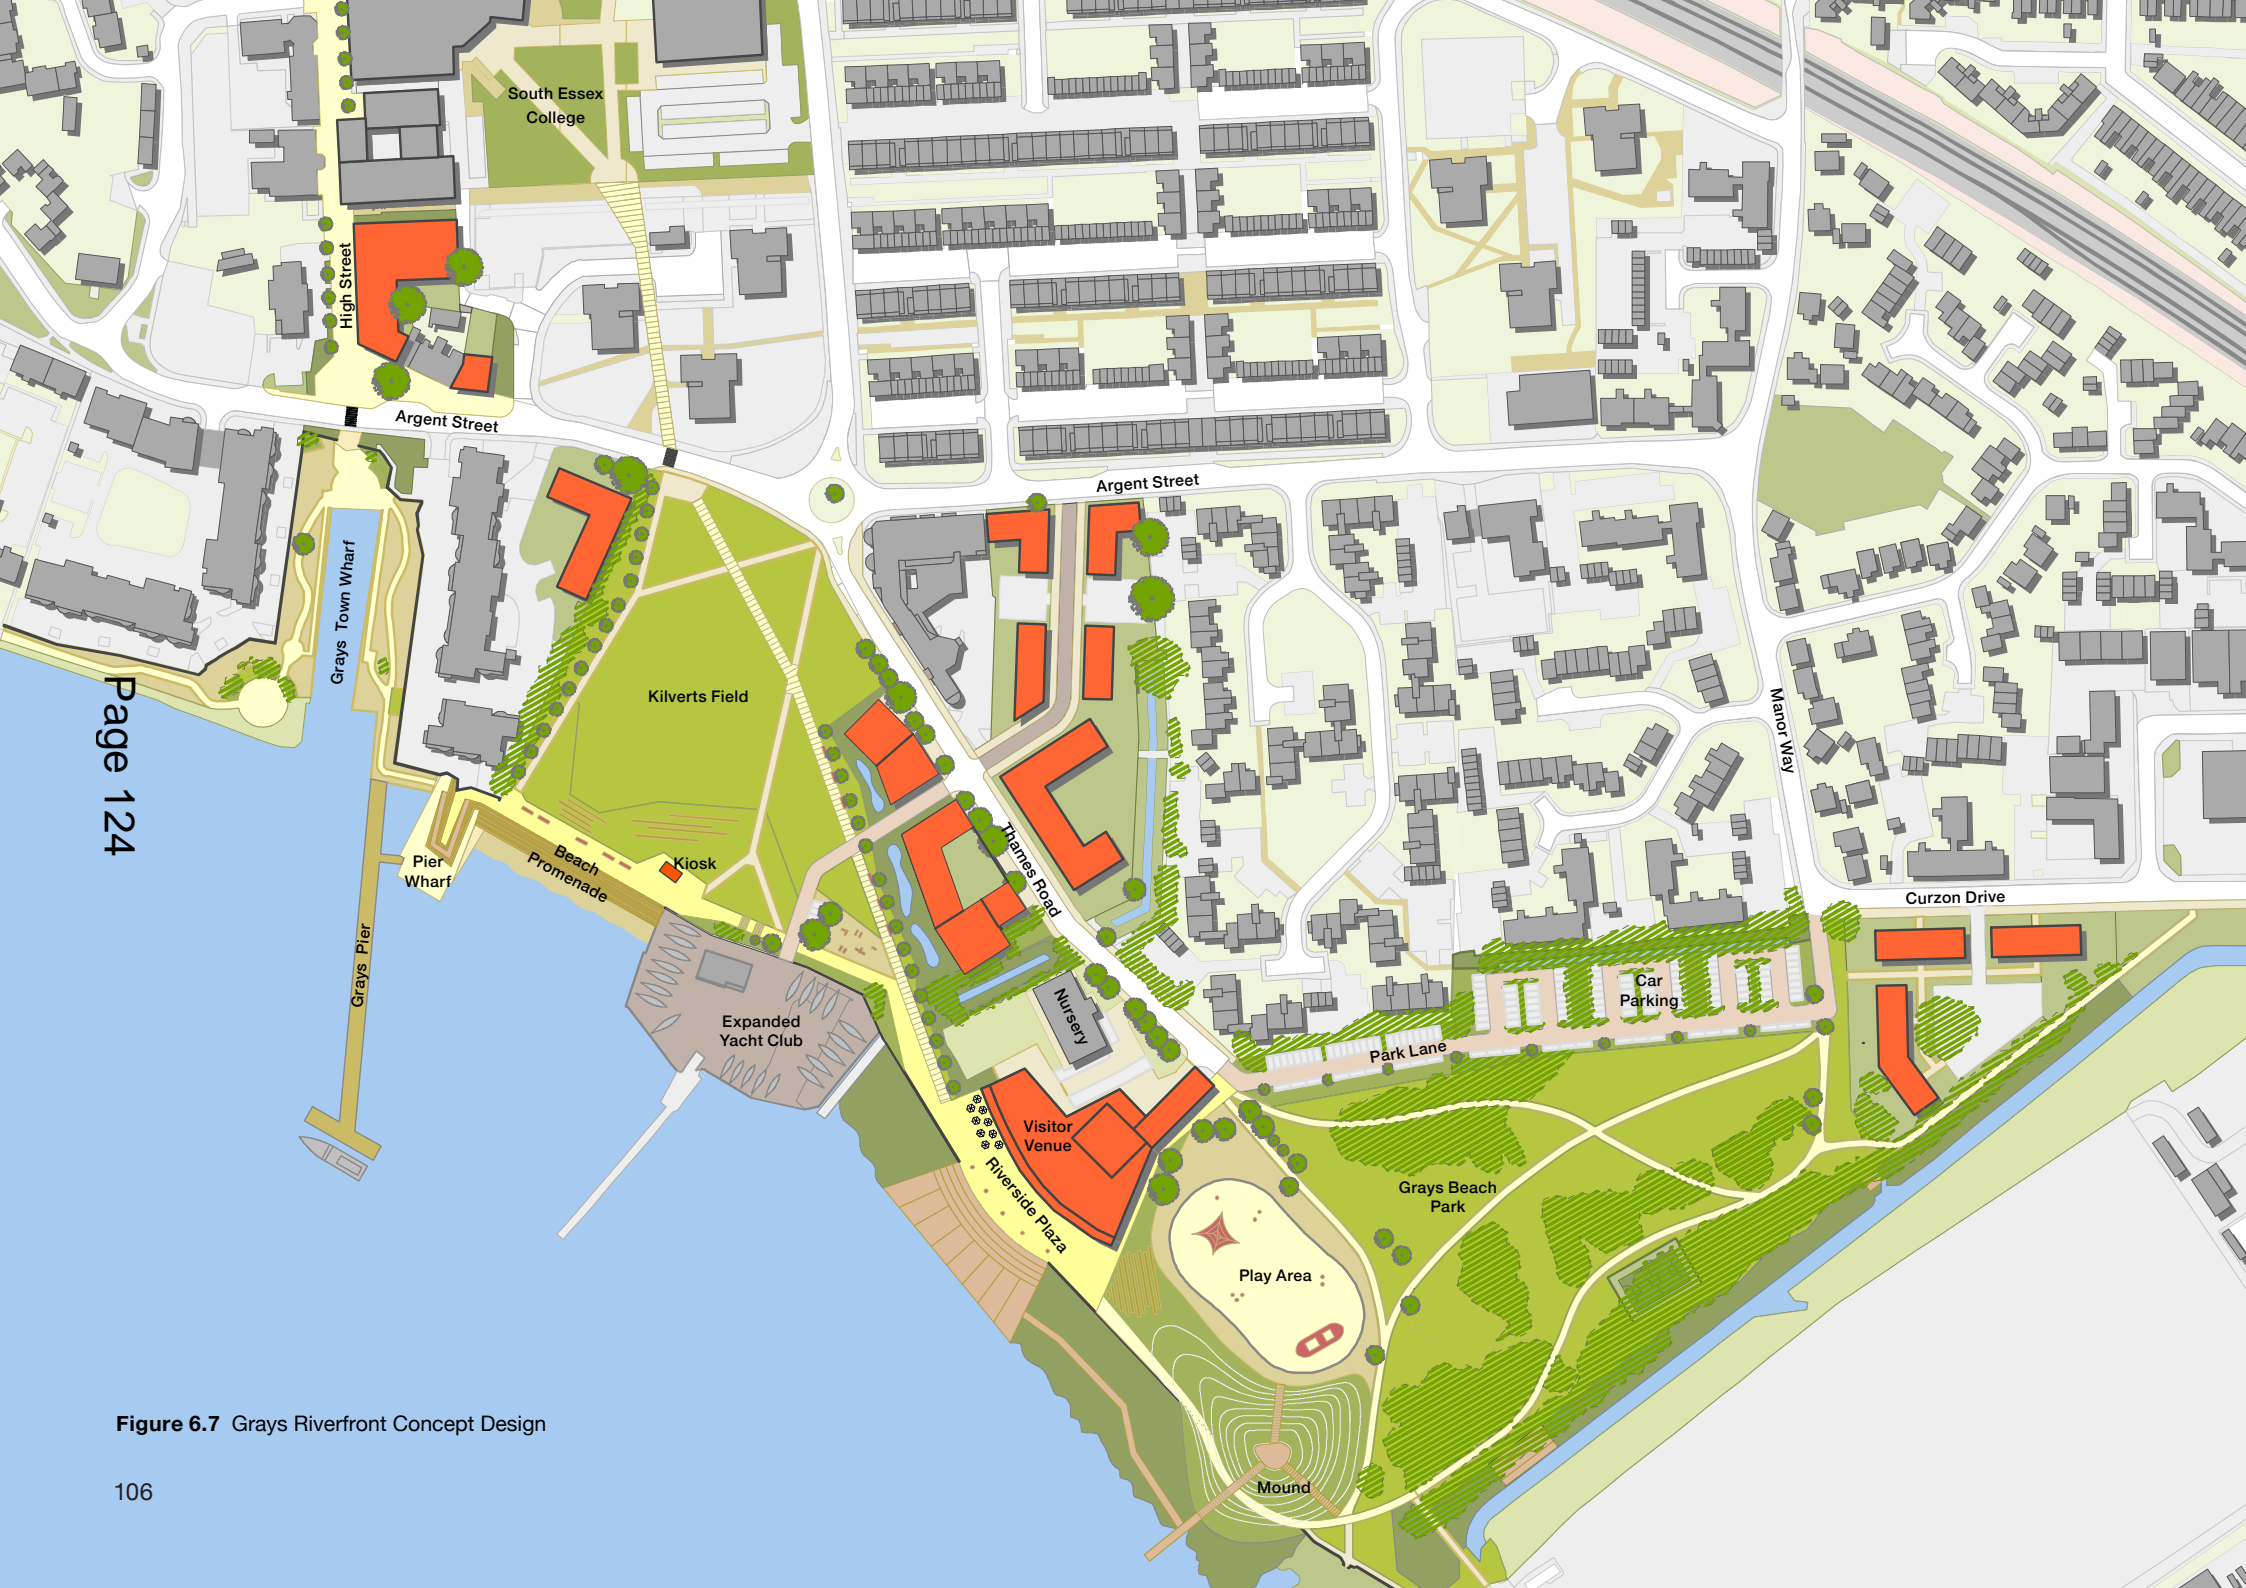 South Essex
College
High Street
Argent Street
Argent Street
Grays Town Wharf
Kilverts Field
Manor Way
Page 124
Thames Road
Beach
Promenade
Kiosk
Pier
Wharf
Curzon Drive
Grays Pier
Car
Parking
Nursery
Expanded
Yacht Club
Park Lane
Visitor
Venue
Riverside Plaza
Grays Beach
Park
Play Area
Mound
Figure 6.7 Grays Riverfront Concept Design
106